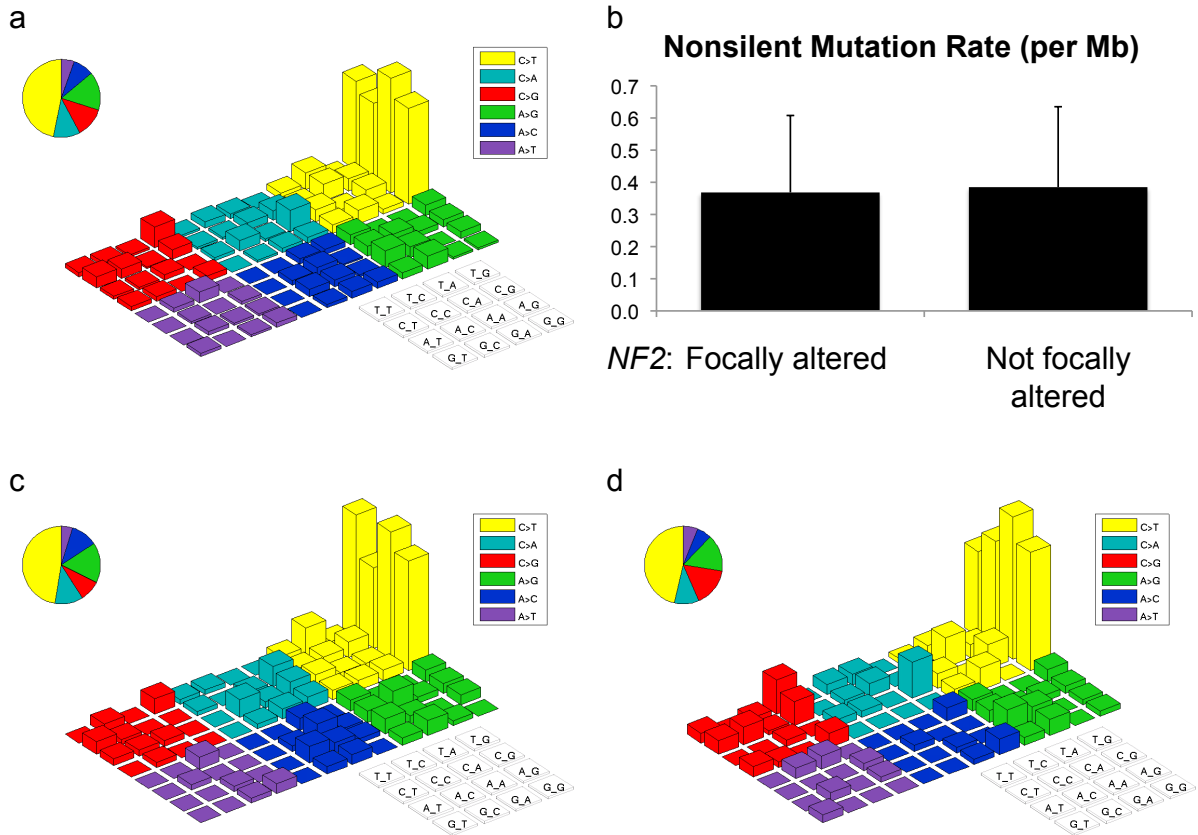 a
C>T
C>A
C>G
A>G
A>C
A>T
T_G
T_A C_G
T_C C_A A_G
T_T C_C A_A G_G
C_T A_C G_A
A_T G_C
G_T
b
Nonsilent Mutation Rate (per Mb)
0.7
0.6
0.5
0.4
0.3
0.2
0.1
0.0
NF2: Focally altered Not focally
altered
c
C>T
C>A
C>G
A>G
A>C
A>T
T_G
T_A C_G
T_C C_A A_G
T_T C_C A_A G_G
C_T A_C G_A
A_T G_C
G_T
d
C>T
C>A
C>G
A>G
A>C
A>T
T_G
T_A C_G
T_C C_A A_G
T_T C_C A_A G_G
C_T A_C G_A
A_T G_C
G_T